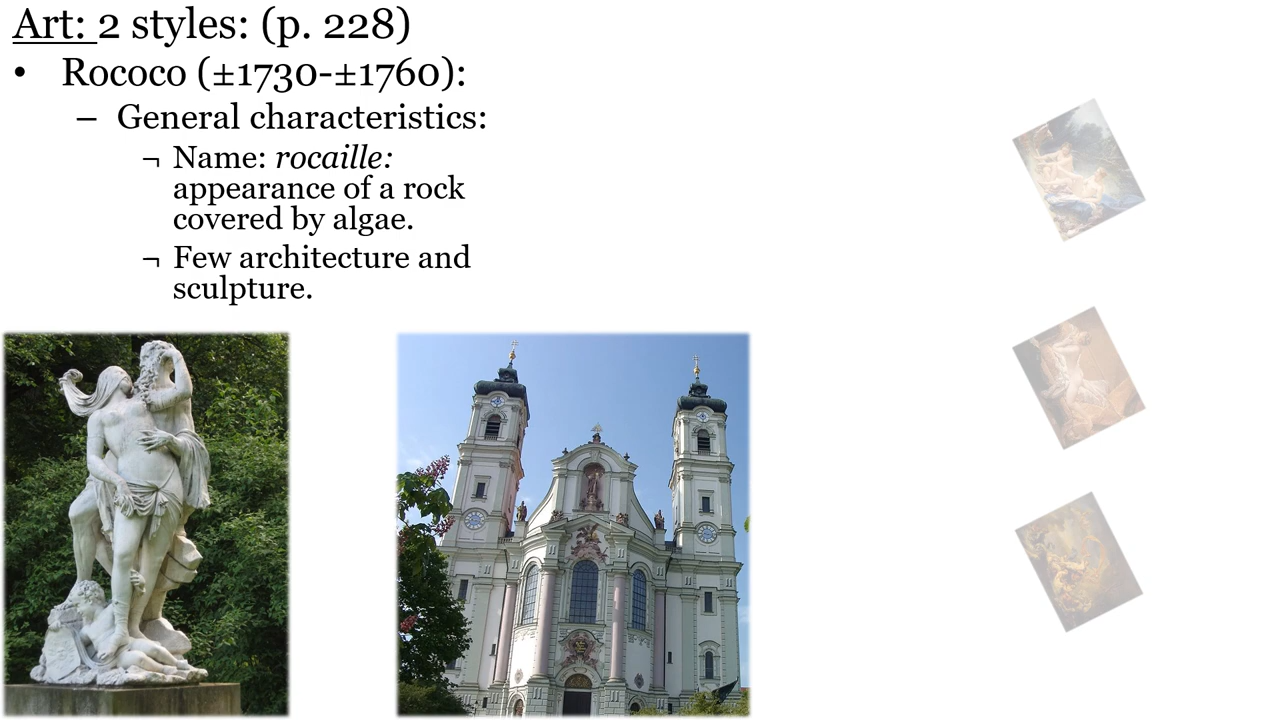 Art: 2 styles: (p. 228)
• Rococo (±1730-±1760):
– General characteristics:
¬ Name: rocaille:
appearance of a rock
covered by algae.
¬ Few architecture and
sculpture.